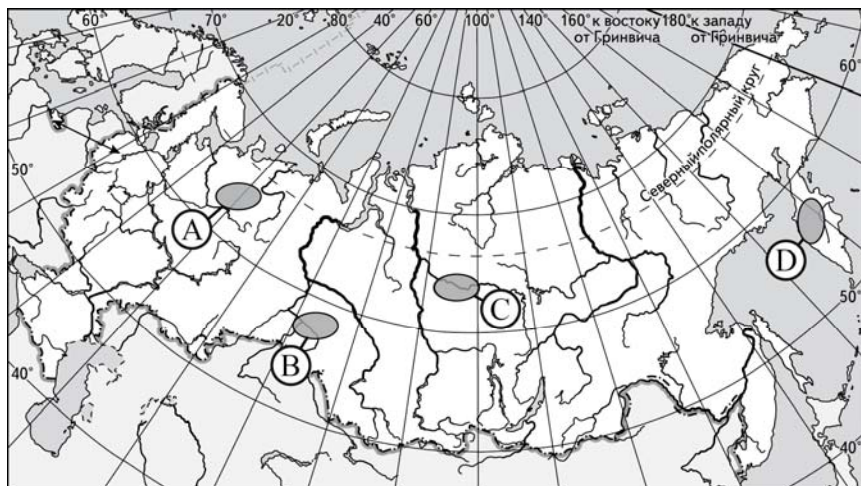 60° 70° 20° 80° 40° 60° 100° 140° 160° к востоку 180° к западу
от Гринвича от Гринвича
60°
Северный полярный круг
50°
A
D
50°
C
B
40°
40°